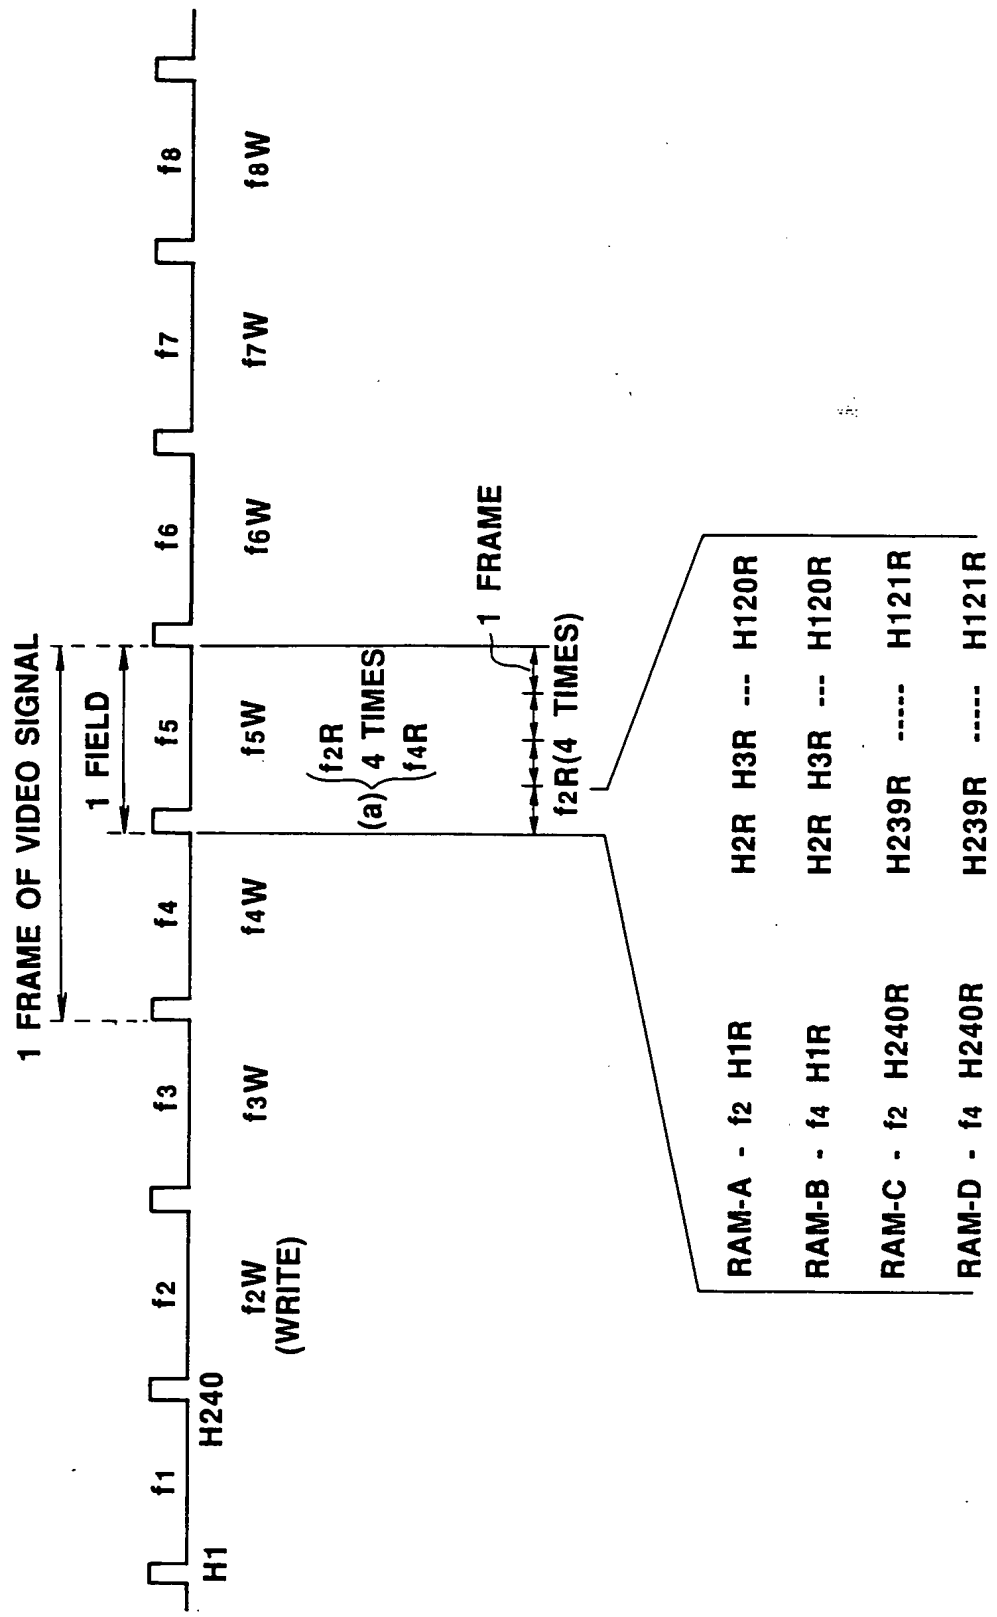 1 FRAME OF VIDEO SIGNAL
1 FIELD
f1 f2 f3 f4 f5 f6 f7 f8
H1 H240
f2W f3W f4W f5W f6W f7W f8W
(WRITE)
f2R
(a) 4 TIMES
f4R
1 FRAME
f2R(4 TIMES)
RAM-A - f2 H1R H2R H3R --- H120R
RAM-B - f4 H1R H2R H3R --- H120R
RAM-C - f2 H240R H239R ----- H121R
RAM-D - f4 H240R H239R ----- H121R